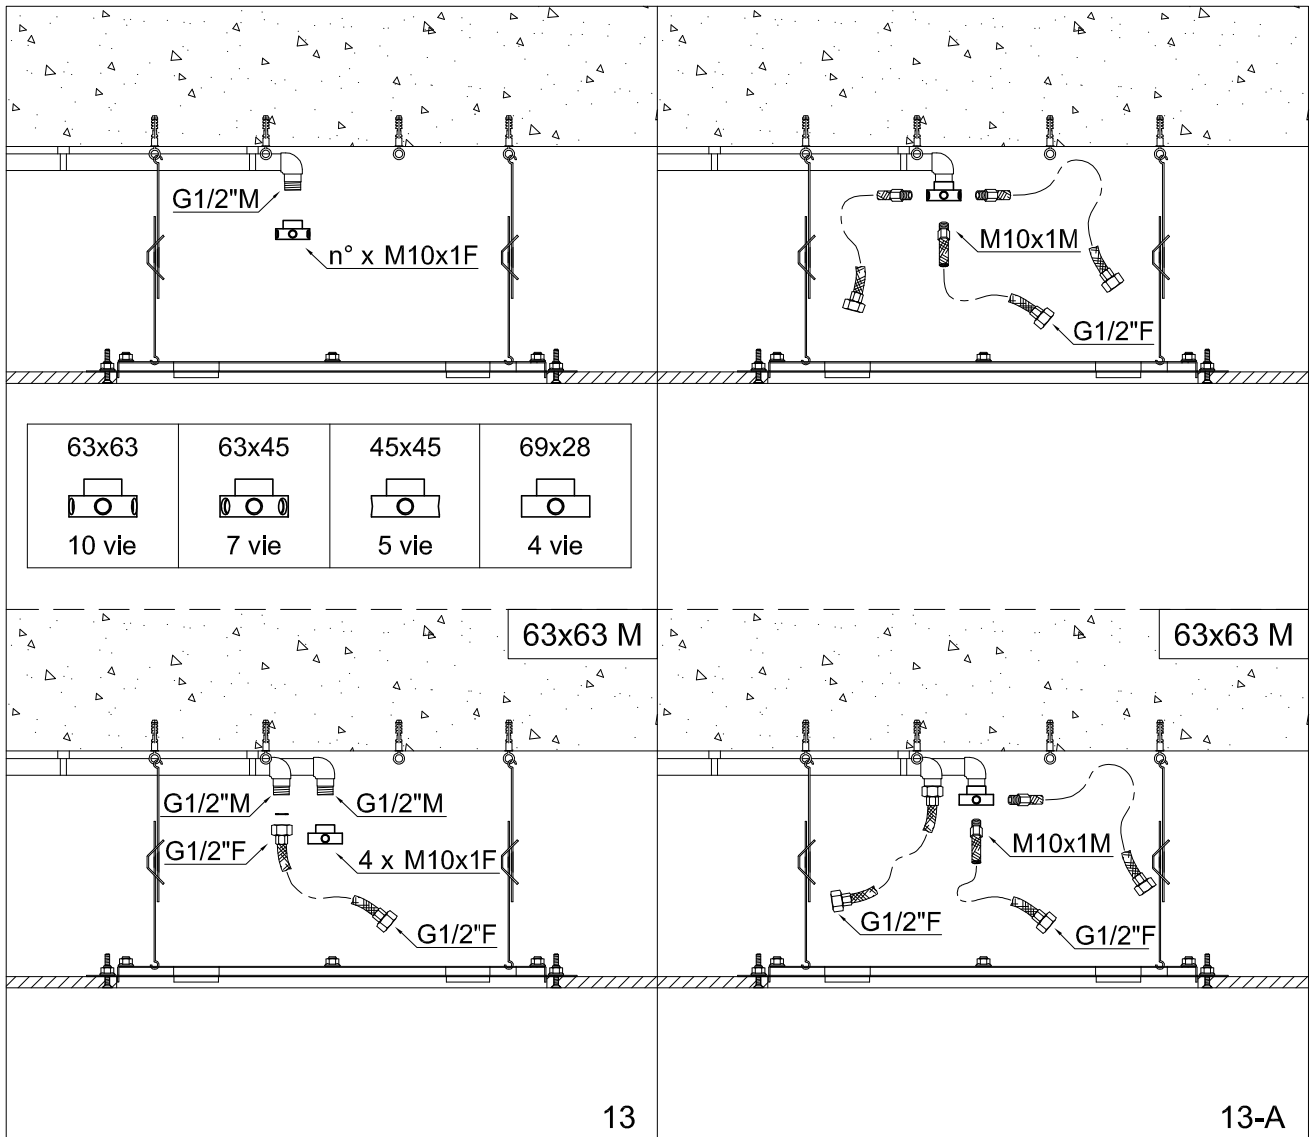 G1/2"M
n° x M10x1F
M10x1M
G1/2"F
63x63
63x45
45x45
69x28
10 vie
7 vie
5 vie
4 vie
63x63 M
63x63 M
G1/2"M
G1/2"M
G1/2"F
4 x M10x1F
G1/2"F
M10x1M
G1/2"F
G1/2"F
13
13-A